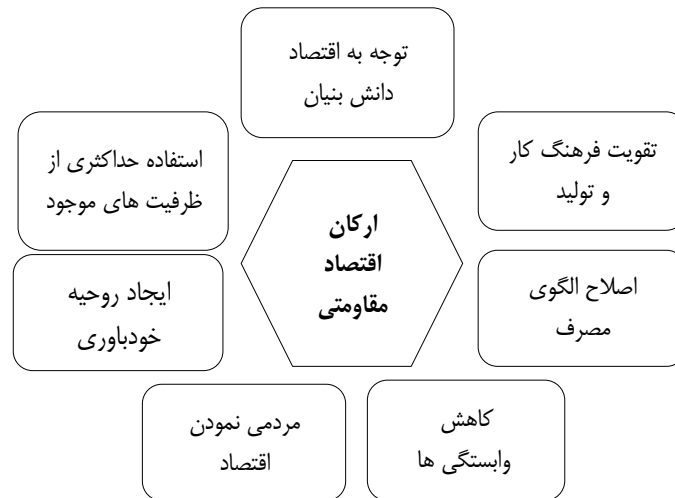 توجه به اقتصاد
دانش بنیان
تقویت فرهنگ کار
و تولید
استفاده حداکثری از
ظرفیت های موجود
ارکان
اقتصاد
مقاومتی
اصلاح الگوی
مصرف
ایجاد روحیه
خودباوری
کاهش
وابستگی ها
مردمی نمودن
اقتصاد